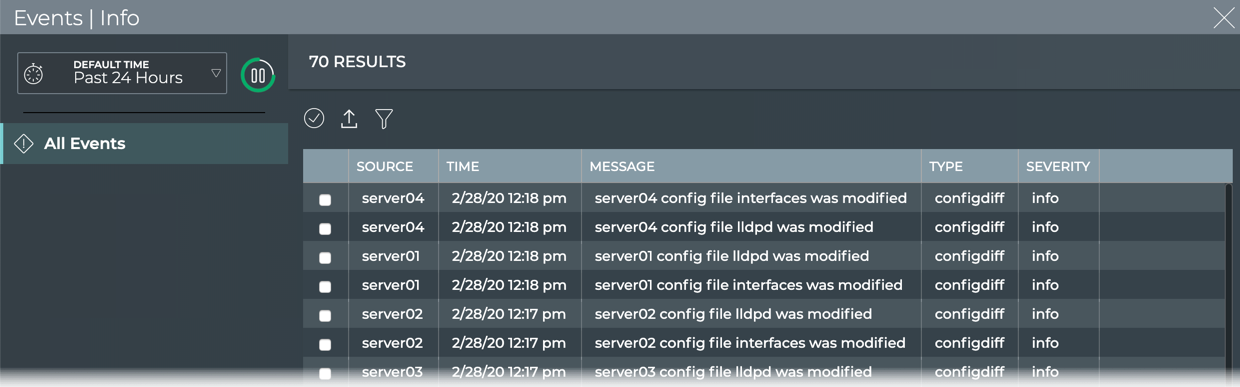 Events | Info
DEFAULT TIME
Past 24 Hours
70 RESULTS
All Events
SOURCE TIME MESSAGE TYPE SEVERITY
server04 2/28/20 12:18 pm server04 config file interfaces was modified configdiff info
server04 2/28/20 12:18 pm server04 config file lldpd was modified configdiff info
server01 2/28/20 12:18 pm server01 config file lldpd was modified configdiff info
server01 2/28/20 12:18 pm server01 config file interfaces was modified configdiff info
server02 2/28/20 12:17 pm server02 config file lldpd was modified configdiff info
server02 2/28/20 12:17 pm server02 config file interfaces was modified configdiff info
server03 2/28/20 12:17 pm server03 config file lldpd was modified configdiff info